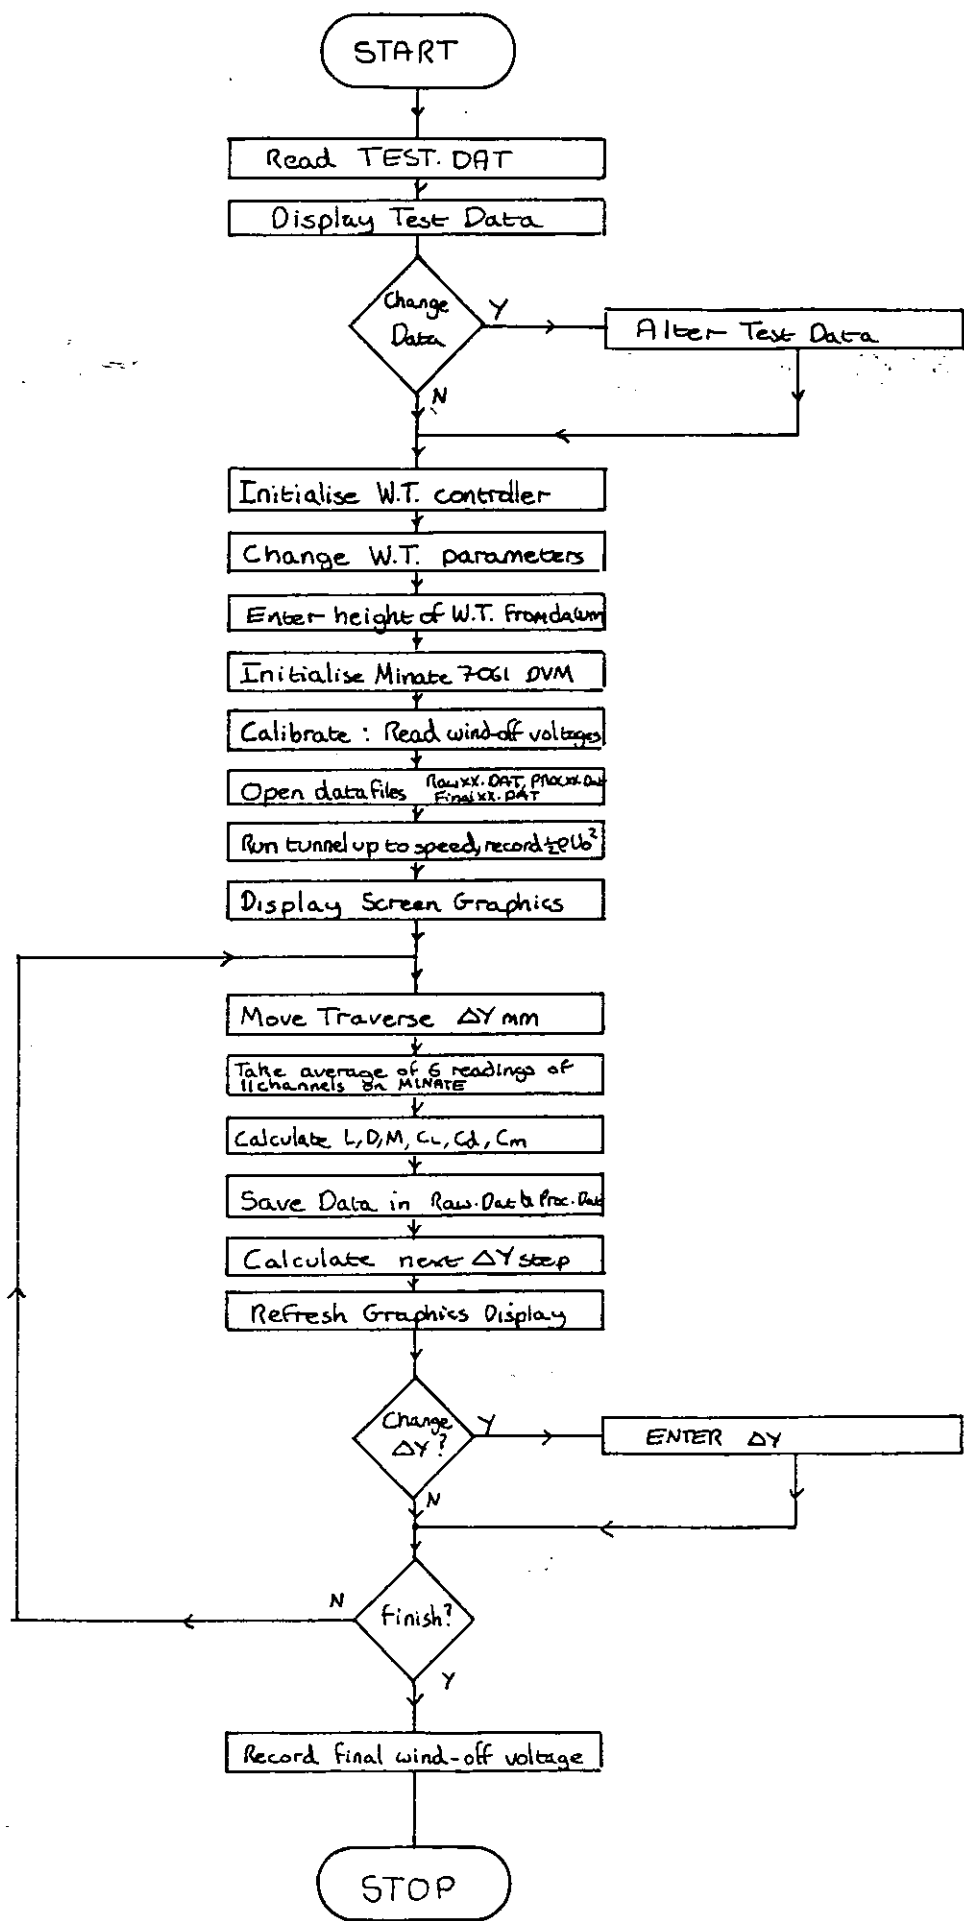 START
Read TEST.DAT
Display Test Data
Change
Data
Y
Alter Test Data
N
Initialise W.T. controller
Change W.T. parameters
Enter height of W.T. from datum
Initialise Minate 7061 DVM
Calibrate : Read wind-off voltages
Open datafiles Rawxx.DAT, Procxx.Dat
Finalxx.DAT
Run tunnel up to speed, record ½ρU₀²
Display Screen Graphics
Move Traverse ΔY mm
Take average of 6 readings of
11 channels on MINATE
Calculate L, D, M, CL, Cd, Cm
Save Data in Raw.Dat & Proc.Dat
Calculate next ΔY step
Refresh Graphics Display
Change
ΔY?
Y
ENTER ΔY
N
Finish?
N
Y
Record final wind-off voltage
STOP